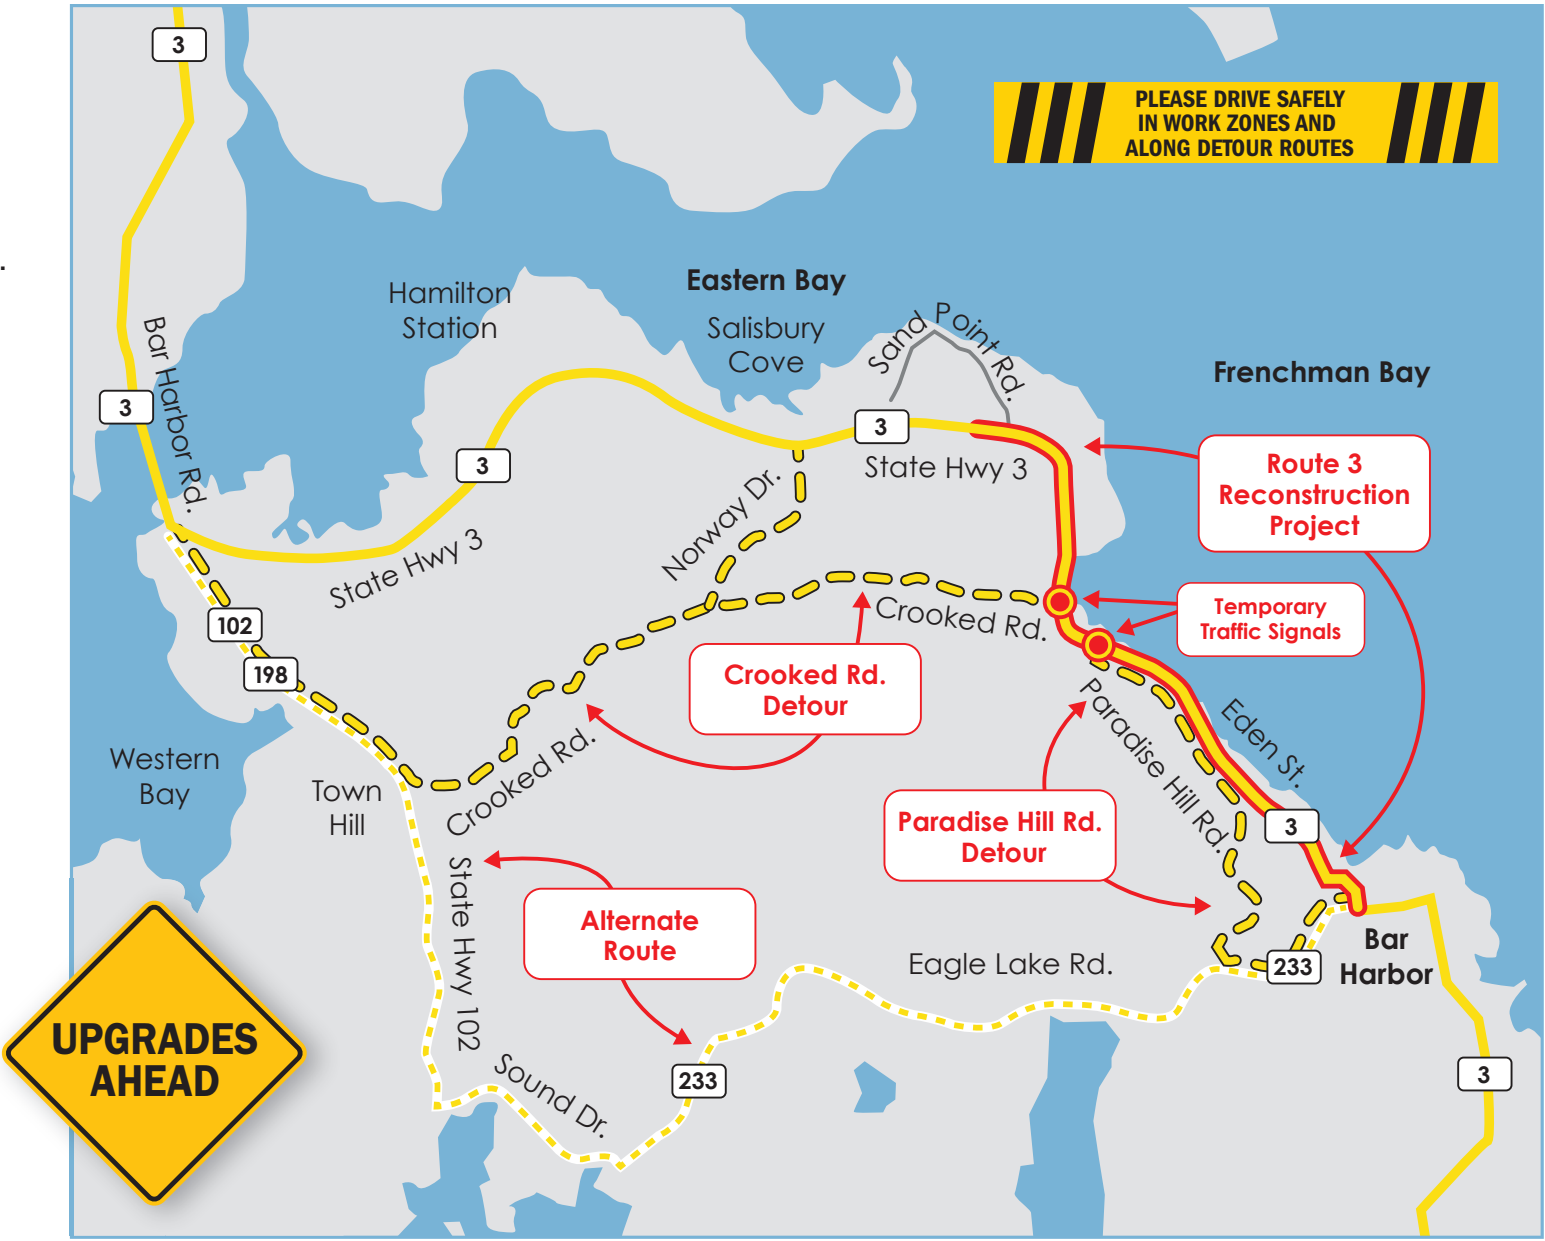 3
PLEASE DRIVE SAFELY
IN WORK ZONES AND
ALONG DETOUR ROUTES
.
Hamilton
Station
Eastern Bay
Salisbury
Cove
Sand Point Rd.
Frenchman Bay
Bar Harbor Rd.
3
3
3
State Hwy 3
State Hwy 3
Route 3
Reconstruction
Project
Norway Dr.
Temporary
Traffic Signals
Crooked Rd.
102
198
Crooked Rd.
Detour
Paradise Hill Rd.
Eden St.
Western
Bay
Town
Hill
Crooked Rd.
Paradise Hill Rd.
Detour
3
State Hwy 102
Alternate
Route
Eagle Lake Rd.
233
Bar
Harbor
UPGRADES
AHEAD
Sound Dr.
233
3